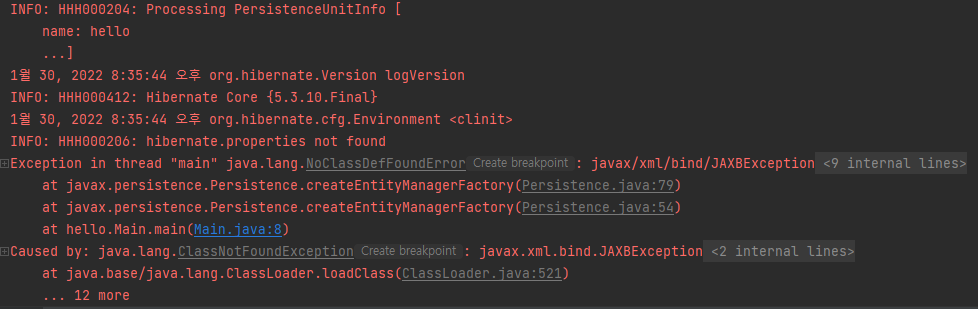 INFO: HHH000204: Processing PersistenceUnitInfo [
    name: hello
    ...]
1월 30, 2022 8:35:44 오후 org.hibernate.Version logVersion
INFO: HHH000412: Hibernate Core {5.3.10.Final}
1월 30, 2022 8:35:44 오후 org.hibernate.cfg.Environment <clinit>
INFO: HHH000206: hibernate.properties not found
Exception in thread "main" java.lang.NoClassDefFoundError Create breakpoint : javax/xml/bind/JAXBException <9 internal lines>
    at javax.persistence.Persistence.createEntityManagerFactory(Persistence.java:79)
    at javax.persistence.Persistence.createEntityManagerFactory(Persistence.java:54)
    at hello.Main.main(Main.java:8)
Caused by: java.lang.ClassNotFoundException Create breakpoint : javax.xml.bind.JAXBException <2 internal lines>
    at java.base/java.lang.ClassLoader.loadClass(ClassLoader.java:521)
    ... 12 more